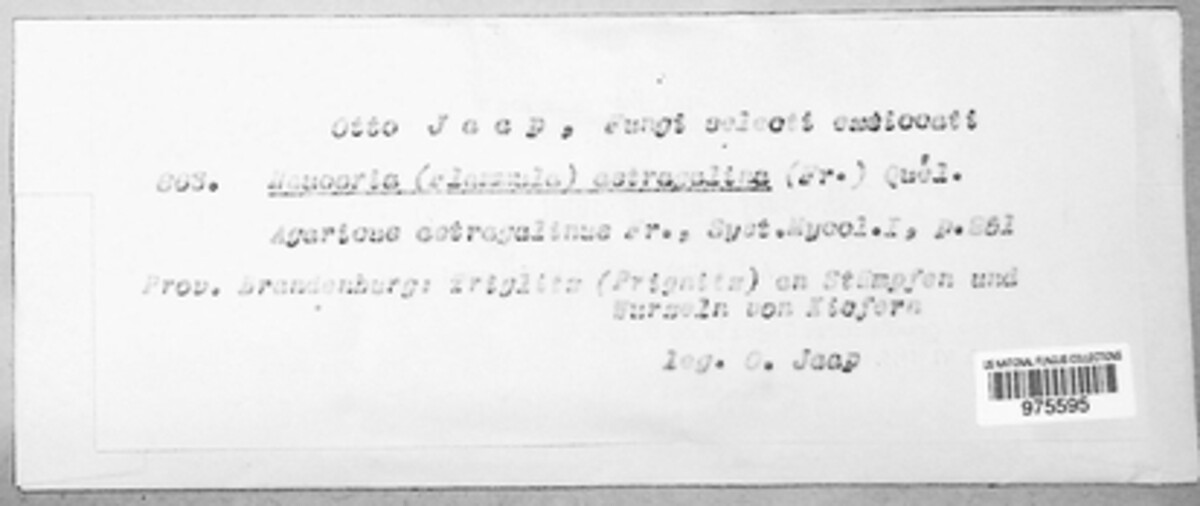 Otto Jaap, Fungi selecti exsiccati
803. Naucoria (Flammula) astragalina (Fr.) Quél.
Agaricus astragalinus Fr., Syst.Mycol.I, p.251
Prov. Brandenburg: Triglitz (Prignitz) an Stümpfen und
Wurzeln von Kiefern
leg. O. Jaap
US NATIONAL FUNGUS COLLECTIONS
975595